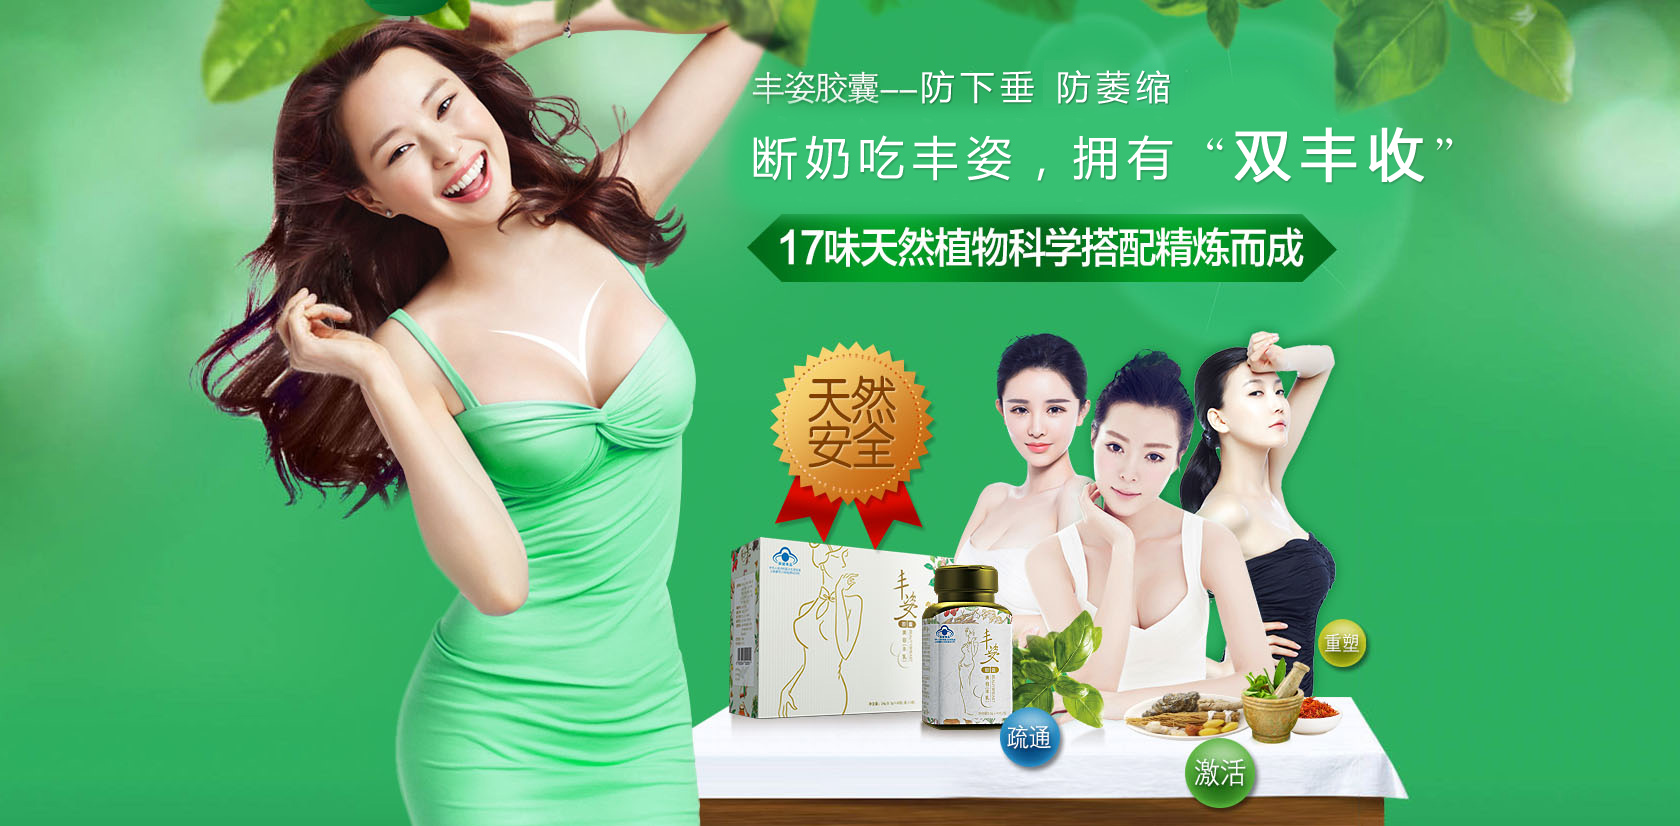 丰姿胶囊--防下垂 防萎缩
断奶吃丰姿，拥有“双丰收”
17味天然植物科学搭配精炼而成
天然
安全
丰姿
丰姿
疏通
激活
重塑